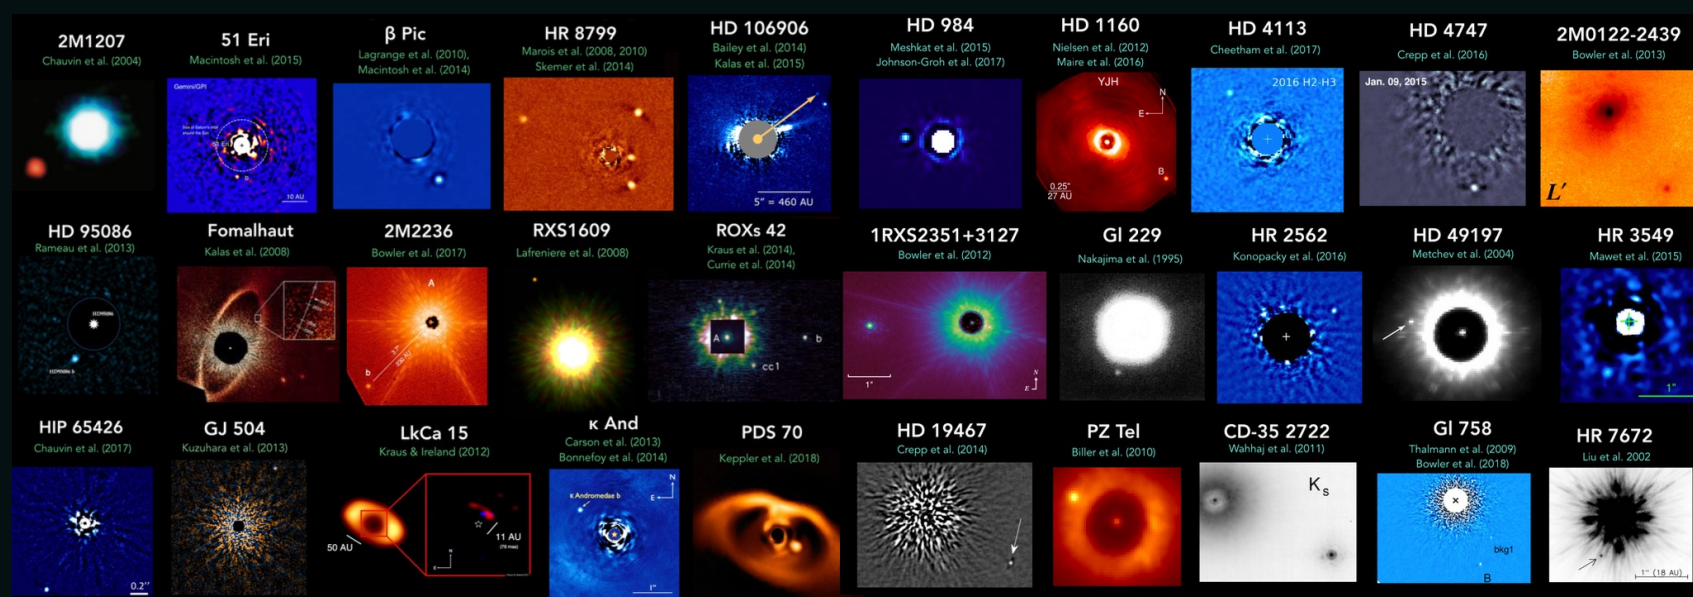 2M1207
Chauvin et al. (2004)
51 Eri
Macintosh et al. (2015)
Gemini/GPI
b
10 AU
β Pic
Lagrange et al. (2010),
Macintosh et al. (2014)
HR 8799
Marois et al. (2008, 2010)
Skemer et al. (2014)
HD 106906
Bailey et al. (2014)
Kalas et al. (2015)
5" = 460 AU
HD 984
Meshkat et al. (2015)
Johnson-Groh et al. (2017)
HD 1160
Nielsen et al. (2012)
Maire et al. (2016)
YJH
N
E
B
0.25"
27 AU
HD 4113
Cheetham et al. (2017)
2016 H2-H3
HD 4747
Crepp et al. (2016)
Jan. 09, 2015
2M0122-2439
Bowler et al. (2013)
L′
HD 95086
Rameau et al. (2013)
Fomalhaut
Kalas et al. (2008)
2M2236
Bowler et al. (2017)
A
b
RXS1609
Lafreniere et al. (2008)
ROXs 42
Kraus et al. (2014),
Currie et al. (2014)
A
b
cc1
1RXS2351+3127
Bowler et al. (2012)
1"
N
E
Gl 229
Nakajima et al. (1995)
HR 2562
Konopacky et al. (2016)
HD 49197
Metchev et al. (2004)
HR 3549
Mawet et al. (2015)
1"
HIP 65426
Chauvin et al. (2017)
0.2''
GJ 504
Kuzuhara et al. (2013)
LkCa 15
Kraus & Ireland (2012)
50 AU
11 AU
N
E
κ And
Carson et al. (2013)
Bonnefoy et al. (2014)
κ Andromedae b
N
E
1"
PDS 70
Keppler et al. (2018)
HD 19467
Crepp et al. (2014)
PZ Tel
Biller et al. (2010)
CD-35 2722
Wahhaj et al. (2011)
Ks
Gl 758
Thalmann et al. (2009)
Bowler et al. (2018)
bkg1
B
HR 7672
Liu et al. 2002
1" (18 AU)